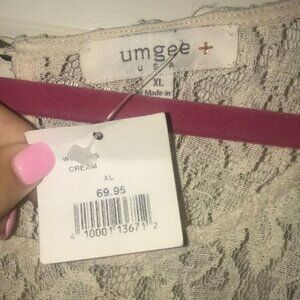 umgee +
USA
XL
Made in
CREAM
XL
69.95
4 10001 13671 2